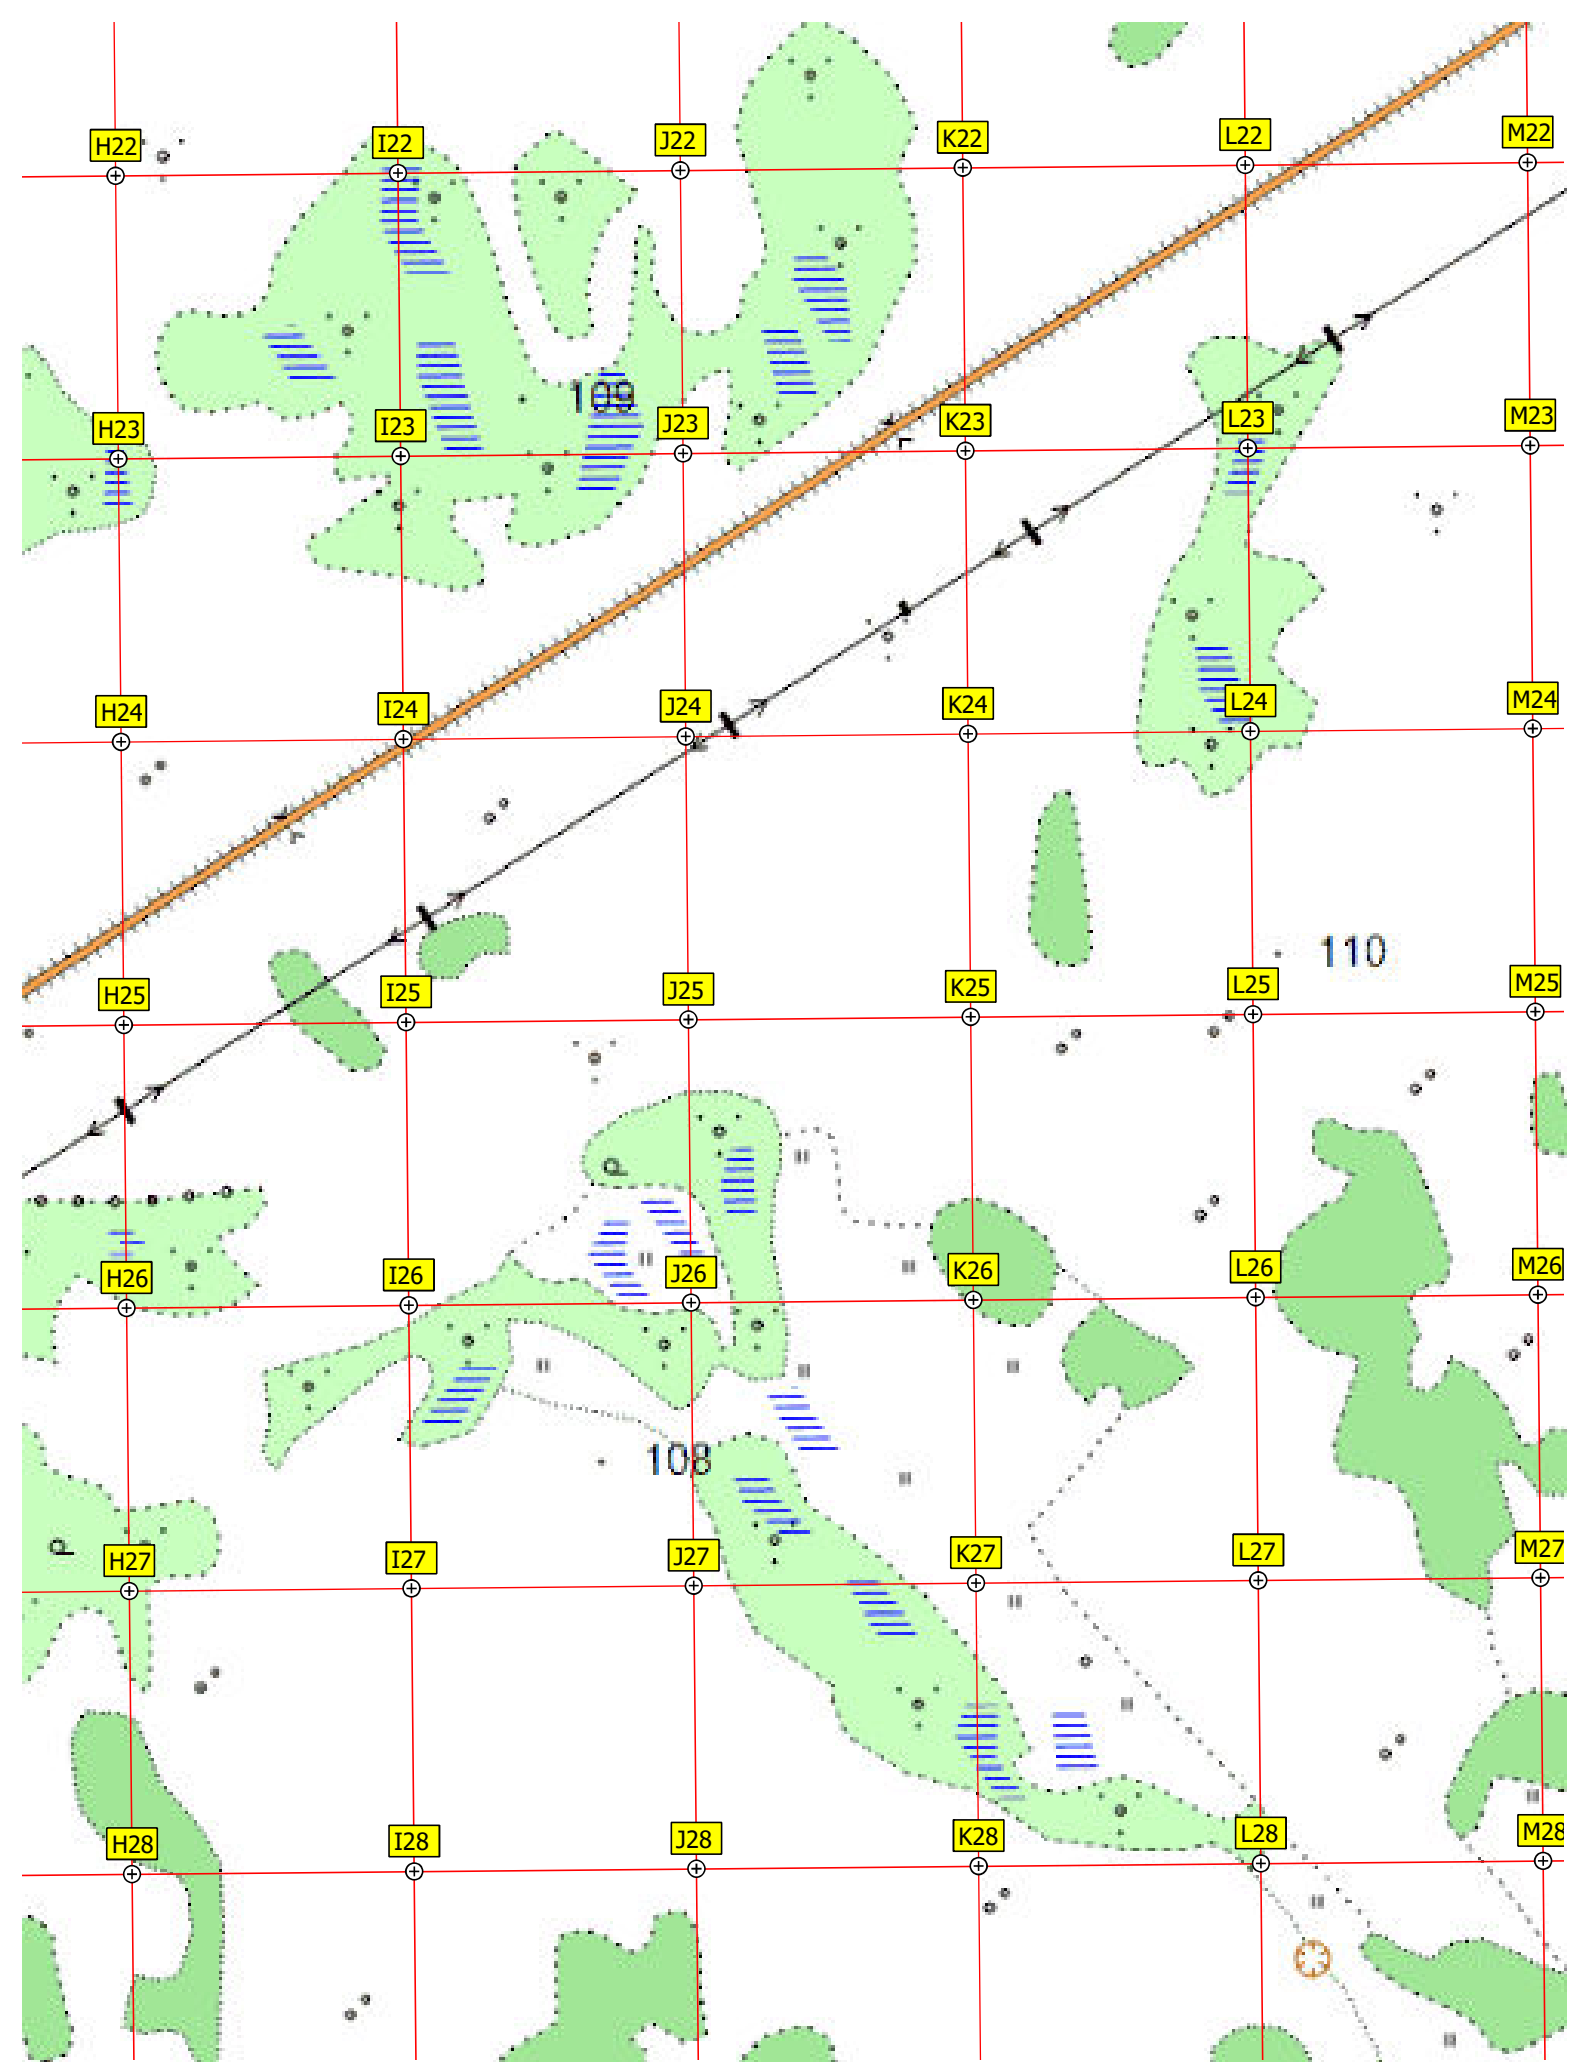 H22 I22 J22 K22 L22 M22
109
H23 I23 J23 K23 L23 M23
H24 I24 J24 K24 L24 M24
110
H25 I25 J25 K25 L25 M25
p
H26 I26 J26 K26 L26 M26
108
p
H27 I27 J27 K27 L27 M27
H28 I28 J28 K28 L28 M28